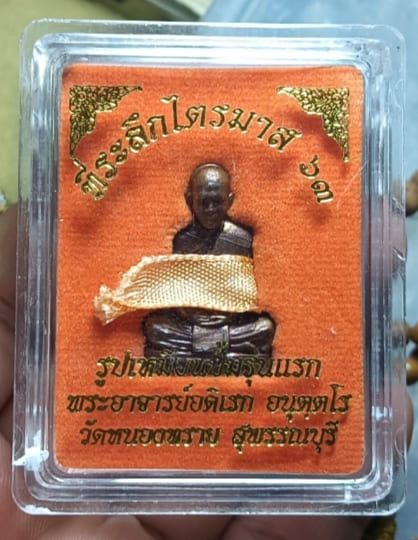 ที่ระลึกไตรมาส ๖๓
รูปเหมือนปั๊มรุ่นแรก
พระอาจารย์อดิเรก อนุตฺตโร
วัดหนองทราย สุพรรณบุรี